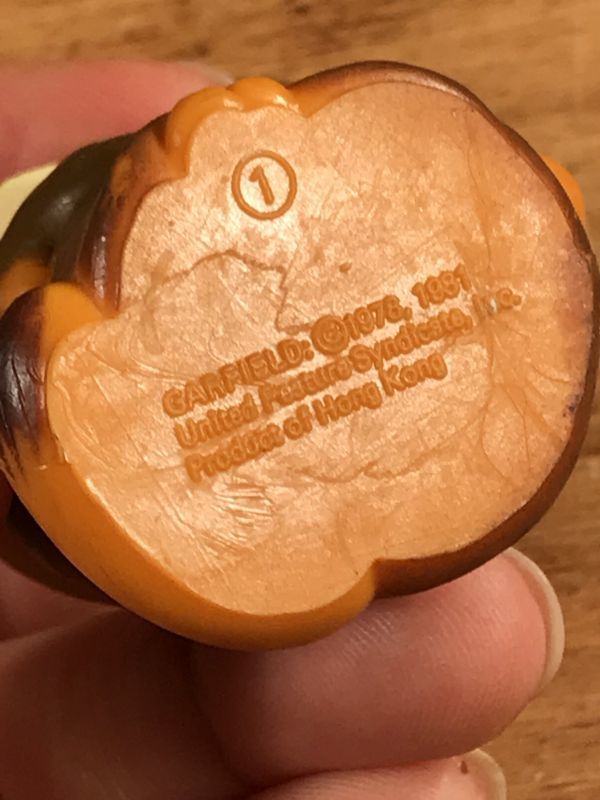 1
GARFIELD: ©1978, 1981
United Feature Syndicate, Inc.
Product of Hong Kong